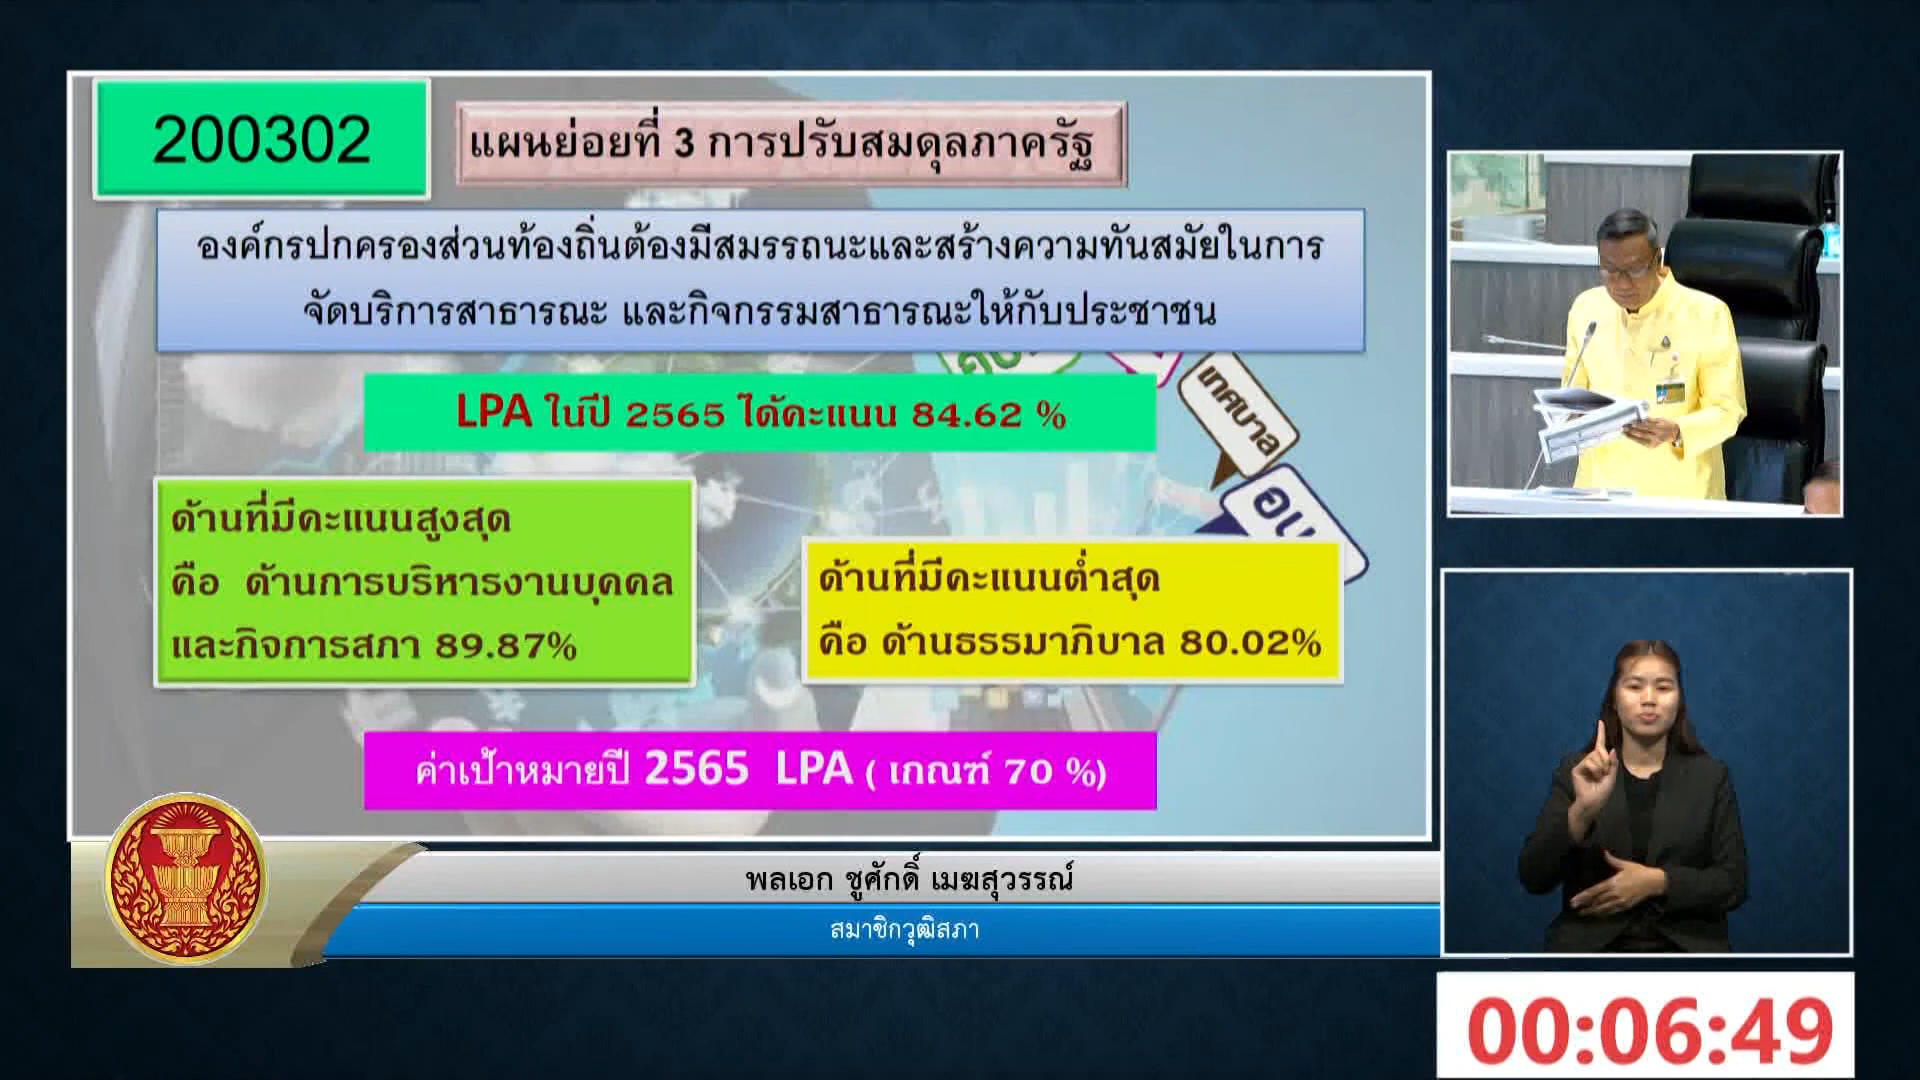 200302
แผนย่อยที่ 3 การปรับสมดุลภาครัฐ
องค์กรปกครองส่วนท้องถิ่นต้องมีสมรรถนะและสร้างความทันสมัยในการ
จัดบริการสาธารณะ และกิจกรรมสาธารณะให้กับประชาชน
LPA ในปี 2565 ได้คะแนน 84.62 %
เทศบาล
ด้านที่มีคะแนนสูงสุด
คือ ด้านการบริหารงานบุคคล
และกิจการสภา 89.87%
ด้านที่มีคะแนนต่ำสุด
คือ ด้านธรรมาภิบาล 80.02%
ค่าเป้าหมายปี 2565 LPA ( เกณฑ์ 70 %)
พลเอก ชูศักดิ์ เมฆสุวรรณ์
สมาชิกวุฒิสภา
00:06:49